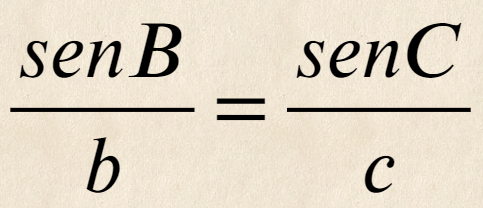 senB/b = senC/c